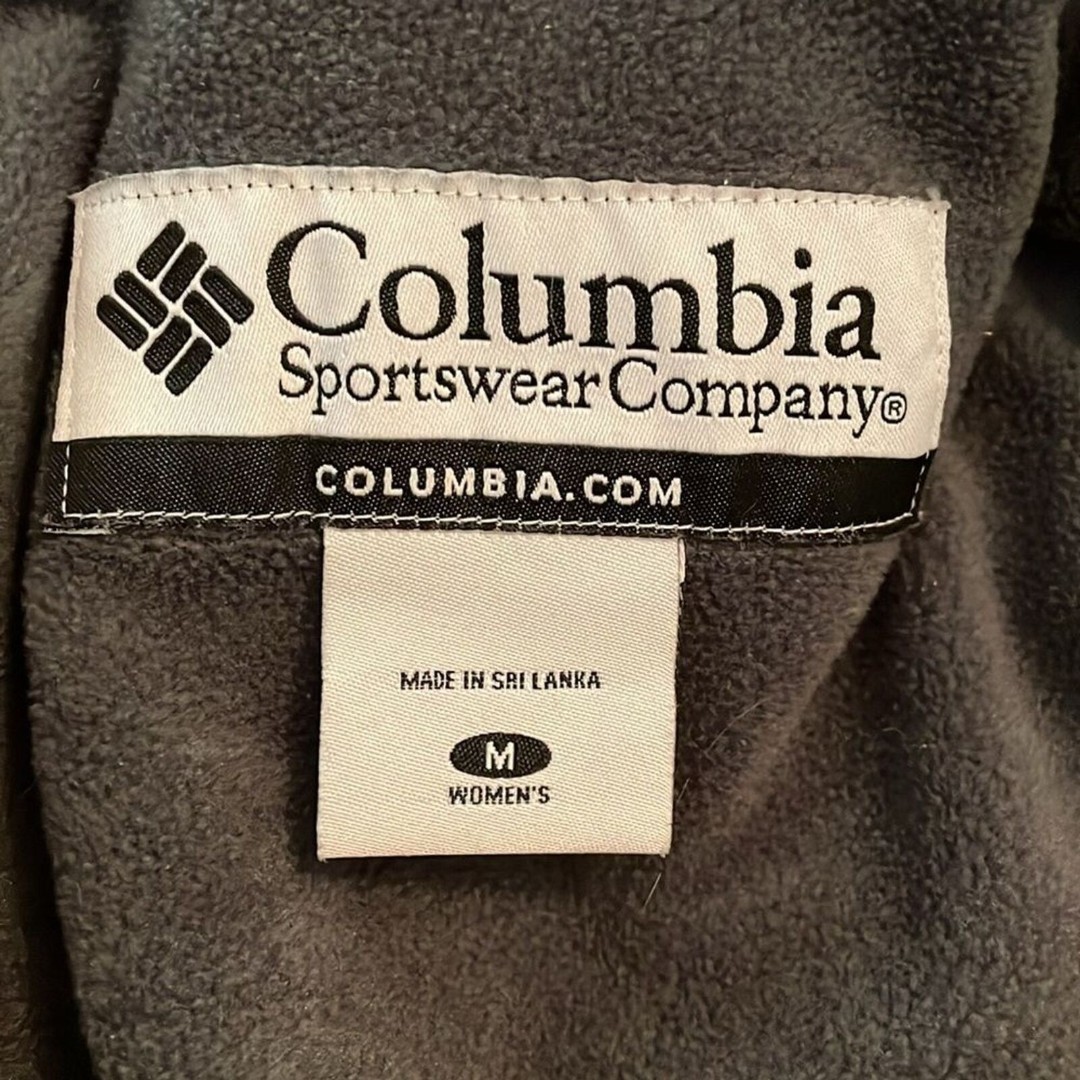 Columbia
Sportswear Company®
COLUMBIA.COM
MADE IN SRI LANKA
M
WOMEN'S